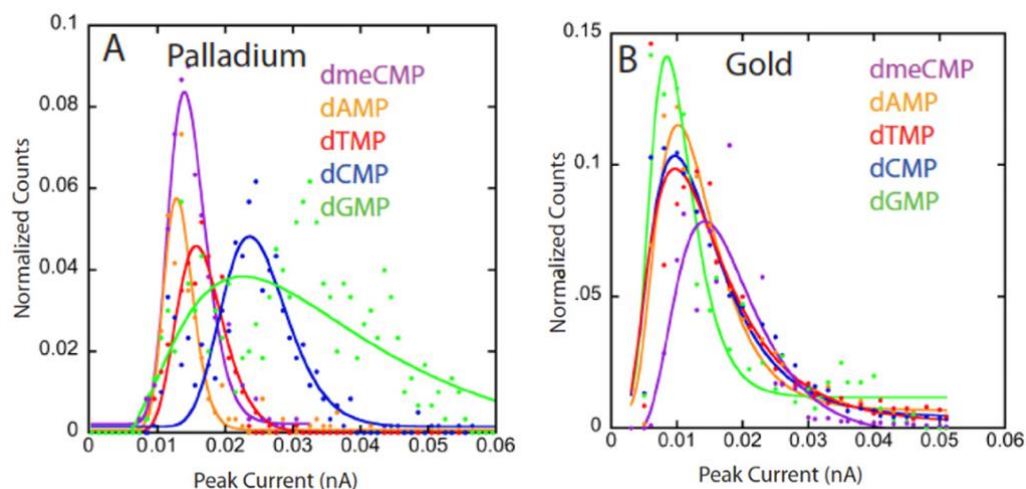 A
Palladium
dmeCMP
dAMP
dTMP
dCMP
dGMP
Normalized Counts
0.1
0.08
0.06
0.04
0.02
0
0 0.01 0.02 0.03 0.04 0.05 0.06
Peak Current (nA)
B
Gold
dmeCMP
dAMP
dTMP
dCMP
dGMP
Normalized Counts
0.15
0.1
.05
0
0 0.01 0.02 0.03 0.04 0.06
Peak Current (nA)